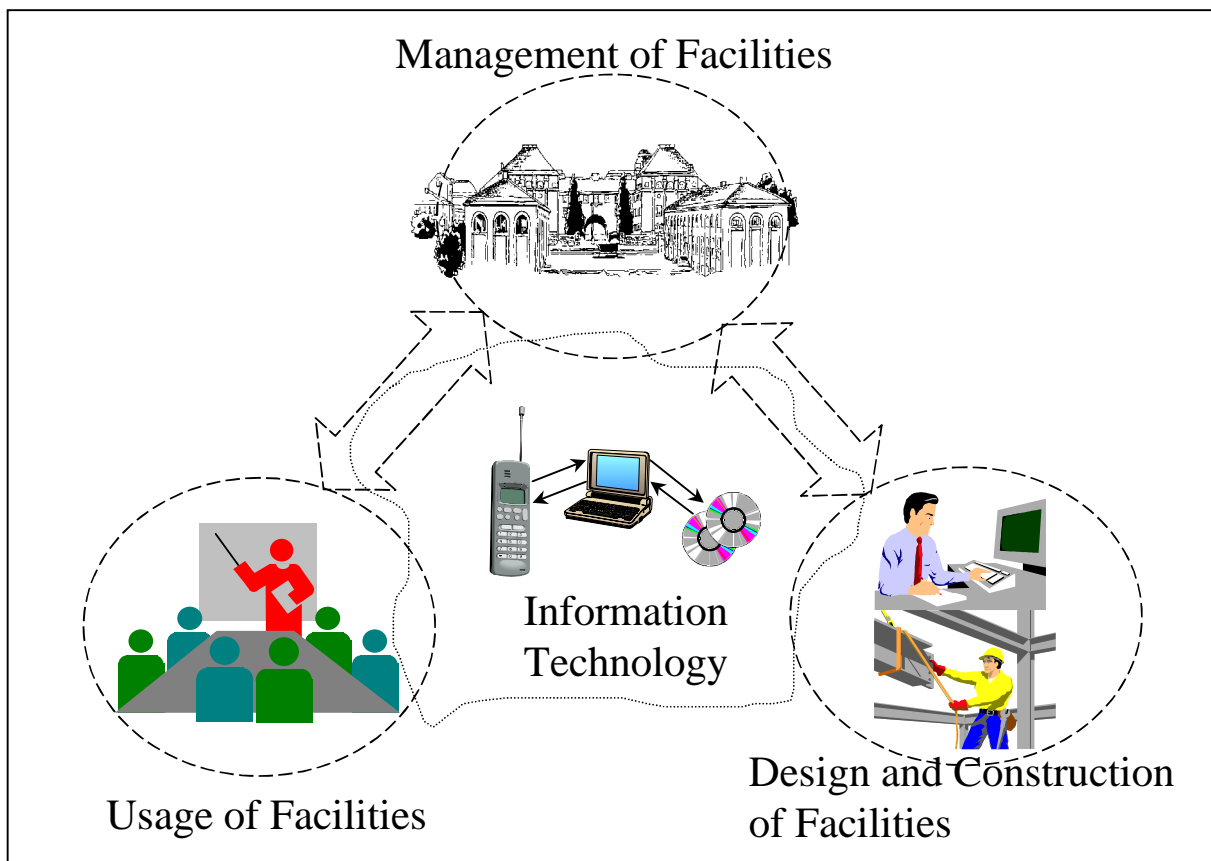 Management of Facilities
Information
Technology
Usage of Facilities
Design and Construction
of Facilities